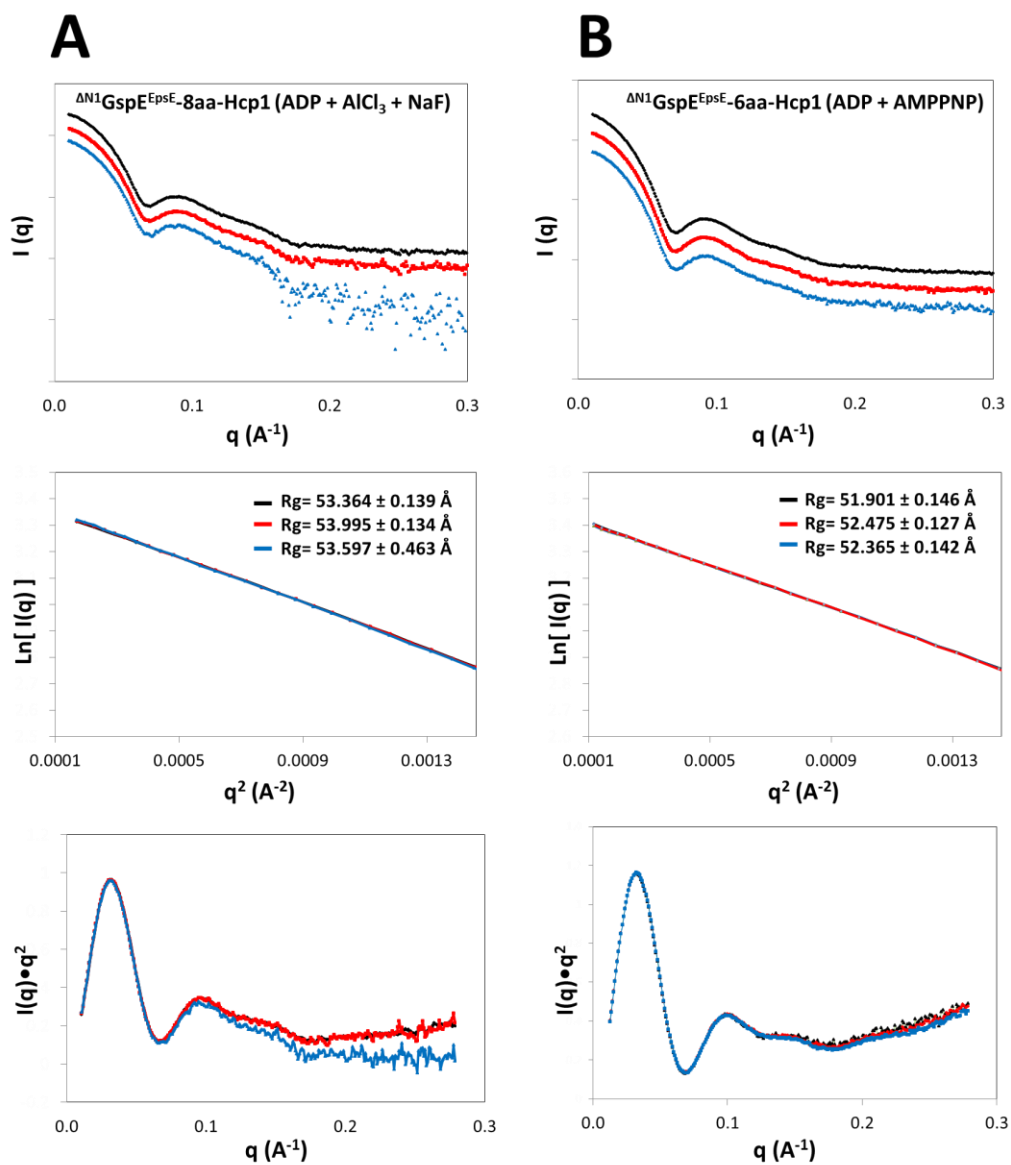 A
B
ΔN1GspEEpsE-8aa-Hcp1 (ADP + AlCl3 + NaF)
ΔN1GspEEpsE-6aa-Hcp1 (ADP + AMPPNP)
I (q)
I (q)
0.0 0.1 0.2 0.3
0.0 0.1 0.2 0.3
q (A-1)
q (A-1)
Rg= 53.364 ± 0.139 Å
Rg= 53.995 ± 0.134 Å
Rg= 53.597 ± 0.463 Å
Rg= 51.901 ± 0.146 Å
Rg= 52.475 ± 0.127 Å
Rg= 52.365 ± 0.142 Å
Ln[ I(q) ]
Ln[ I(q) ]
0.0001 0.0005 0.0009 0.0013
0.0001 0.0005 0.0009 0.0013
q2 (A-2)
q2 (A-2)
I(q)•q2
I(q)•q2
0.0 0.1 0.2 0.3
0.0 0.1 0.2 0.3
q (A-1)
q (A-1)